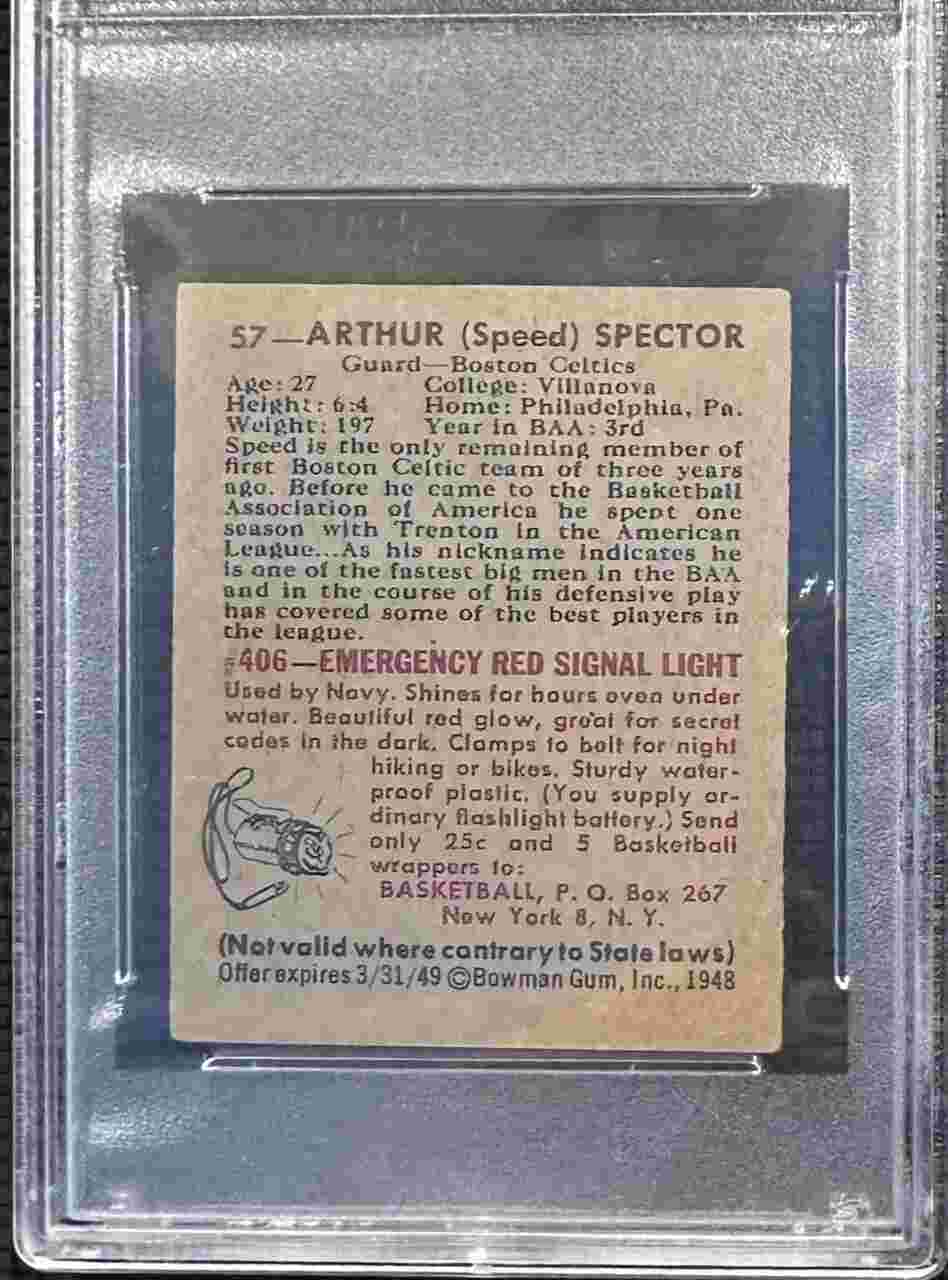 57—ARTHUR (Speed) SPECTOR
Guard—Boston Celtics
Age: 27 College: Villanova
Height: 6:4 Home: Philadelphia, Pa.
Weight: 197 Year in BAA: 3rd
Speed is the only remaining member of
first Boston Celtic team of three years
ago. Before he came to the Basketball
Association of America he spent one
season with Trenton in the American
League...As his nickname indicates he
is one of the fastest big men in the BAA
and in the course of his defensive play
has covered some of the best players in
the league.
#406—EMERGENCY RED SIGNAL LIGHT
Used by Navy. Shines for hours even under
water. Beautiful red glow, great for secret
codes in the dark. Clamps to belt for night
hiking or bikes. Sturdy water-
proof plastic. (You supply or-
dinary flashlight battery.) Send
only 25c and 5 Basketball
wrappers to:
BASKETBALL, P. O. Box 267
New York 8, N. Y.
(Not valid where contrary to State laws)
Offer expires 3/31/49 ©Bowman Gum, Inc., 1948